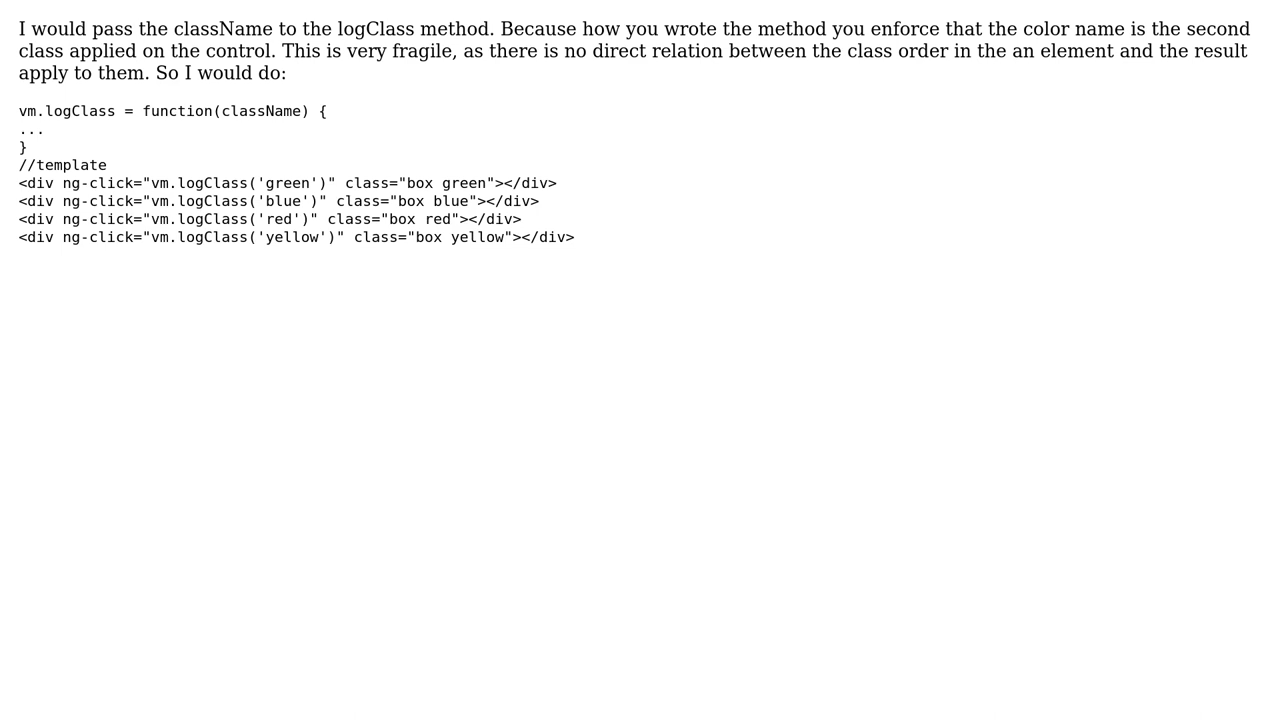 I would pass the className to the logClass method. Because how you wrote the method you enforce that the color name is the second
class applied on the control. This is very fragile, as there is no direct relation between the class order in the an element and the result
apply to them. So I would do:
vm.logClass = function(className) {
...
}
//template
<div ng-click="vm.logClass('green')" class="box green"></div>
<div ng-click="vm.logClass('blue')" class="box blue"></div>
<div ng-click="vm.logClass('red')" class="box red"></div>
<div ng-click="vm.logClass('yellow')" class="box yellow"></div>